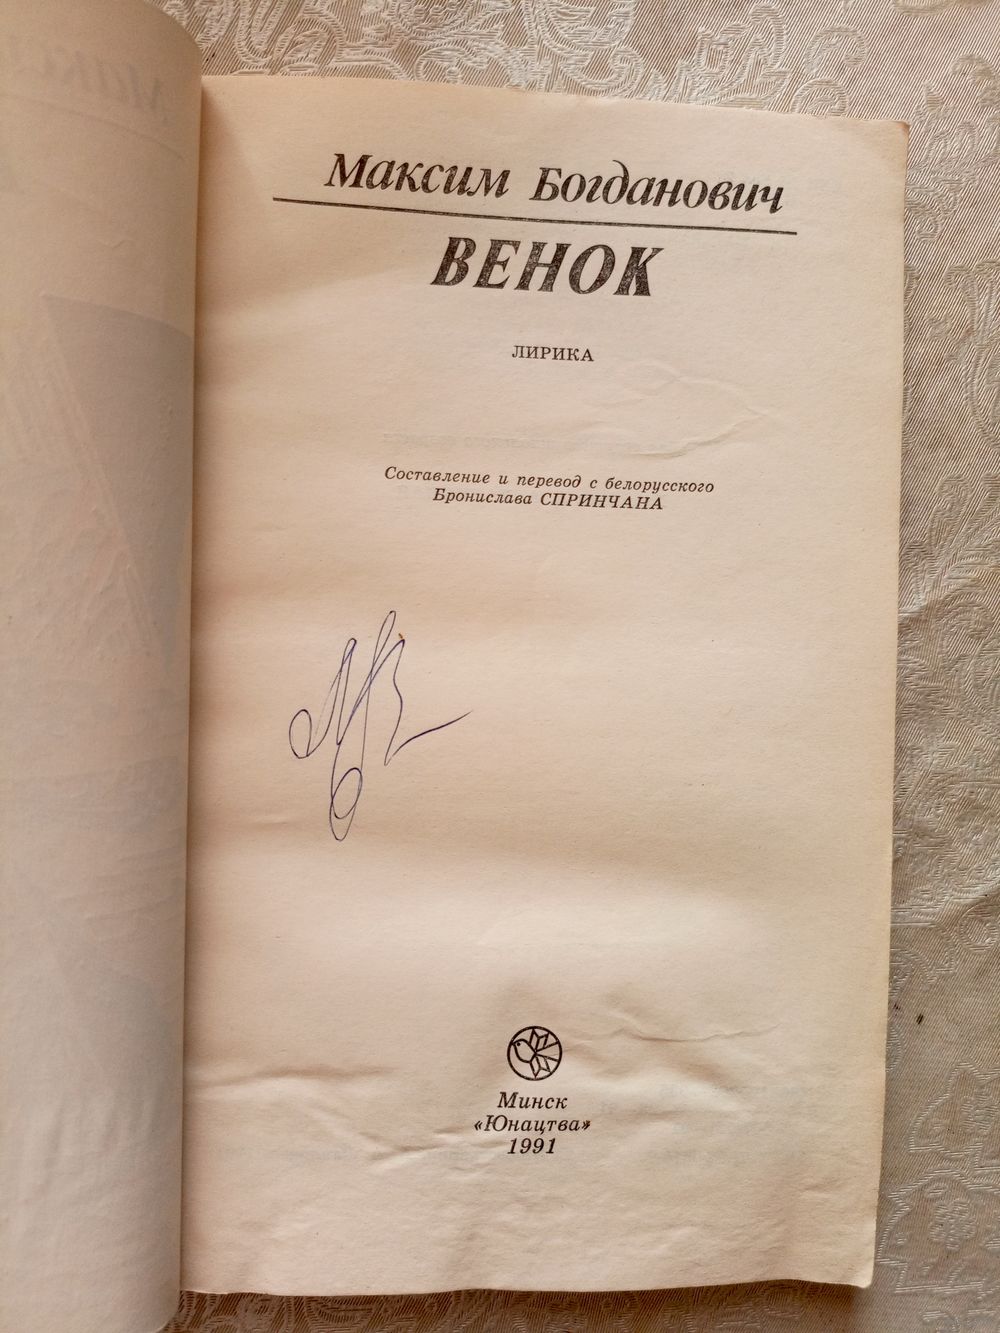 Максим Богданович
ВЕНОК
ЛИРИКА
Составление и перевод с белорусского
Бронислава СПРИНЧАНА
Минск
«Юнацтва»
1991